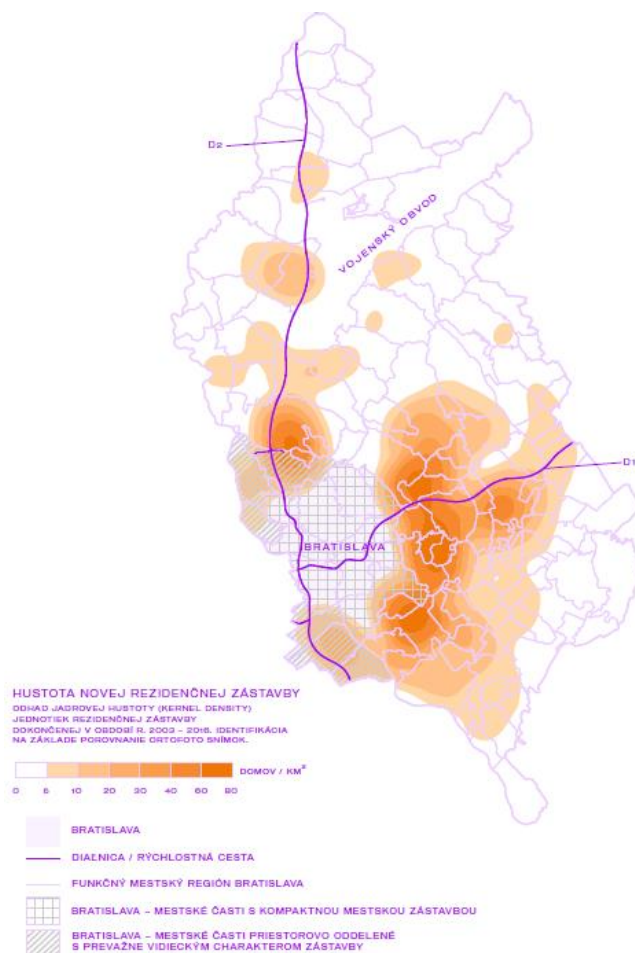 D2
VOJENSKÝ OBVOD
D1
BRATISLAVA
HUSTOTA NOVEJ REZIDENČNEJ ZÁSTAVBY
ODHAD JADROVEJ HUSTOTY (KERNEL DENSITY)
JEDNOTIEK REZIDENČNEJ ZÁSTAVBY
DOKONČENEJ V OBDOBÍ R. 2003 – 2016. IDENTIFIKÁCIA
NA ZÁKLADE POROVNANIE ORTOFOTO SNÍMOK.
DOMOV / KM²
0 5 10 20 30 40 60 80
BRATISLAVA
DIAĽNICA / RÝCHLOSTNÁ CESTA
FUNKČNÝ MESTSKÝ REGIÓN BRATISLAVA
BRATISLAVA – MESTSKÉ ČASTI S KOMPAKTNOU MESTSKOU ZÁSTAVBOU
BRATISLAVA – MESTSKÉ ČASTI PRIESTOROVO ODDELENÉ
S PREVAŽNE VIDIECKYM CHARAKTEROM ZÁSTAVBY